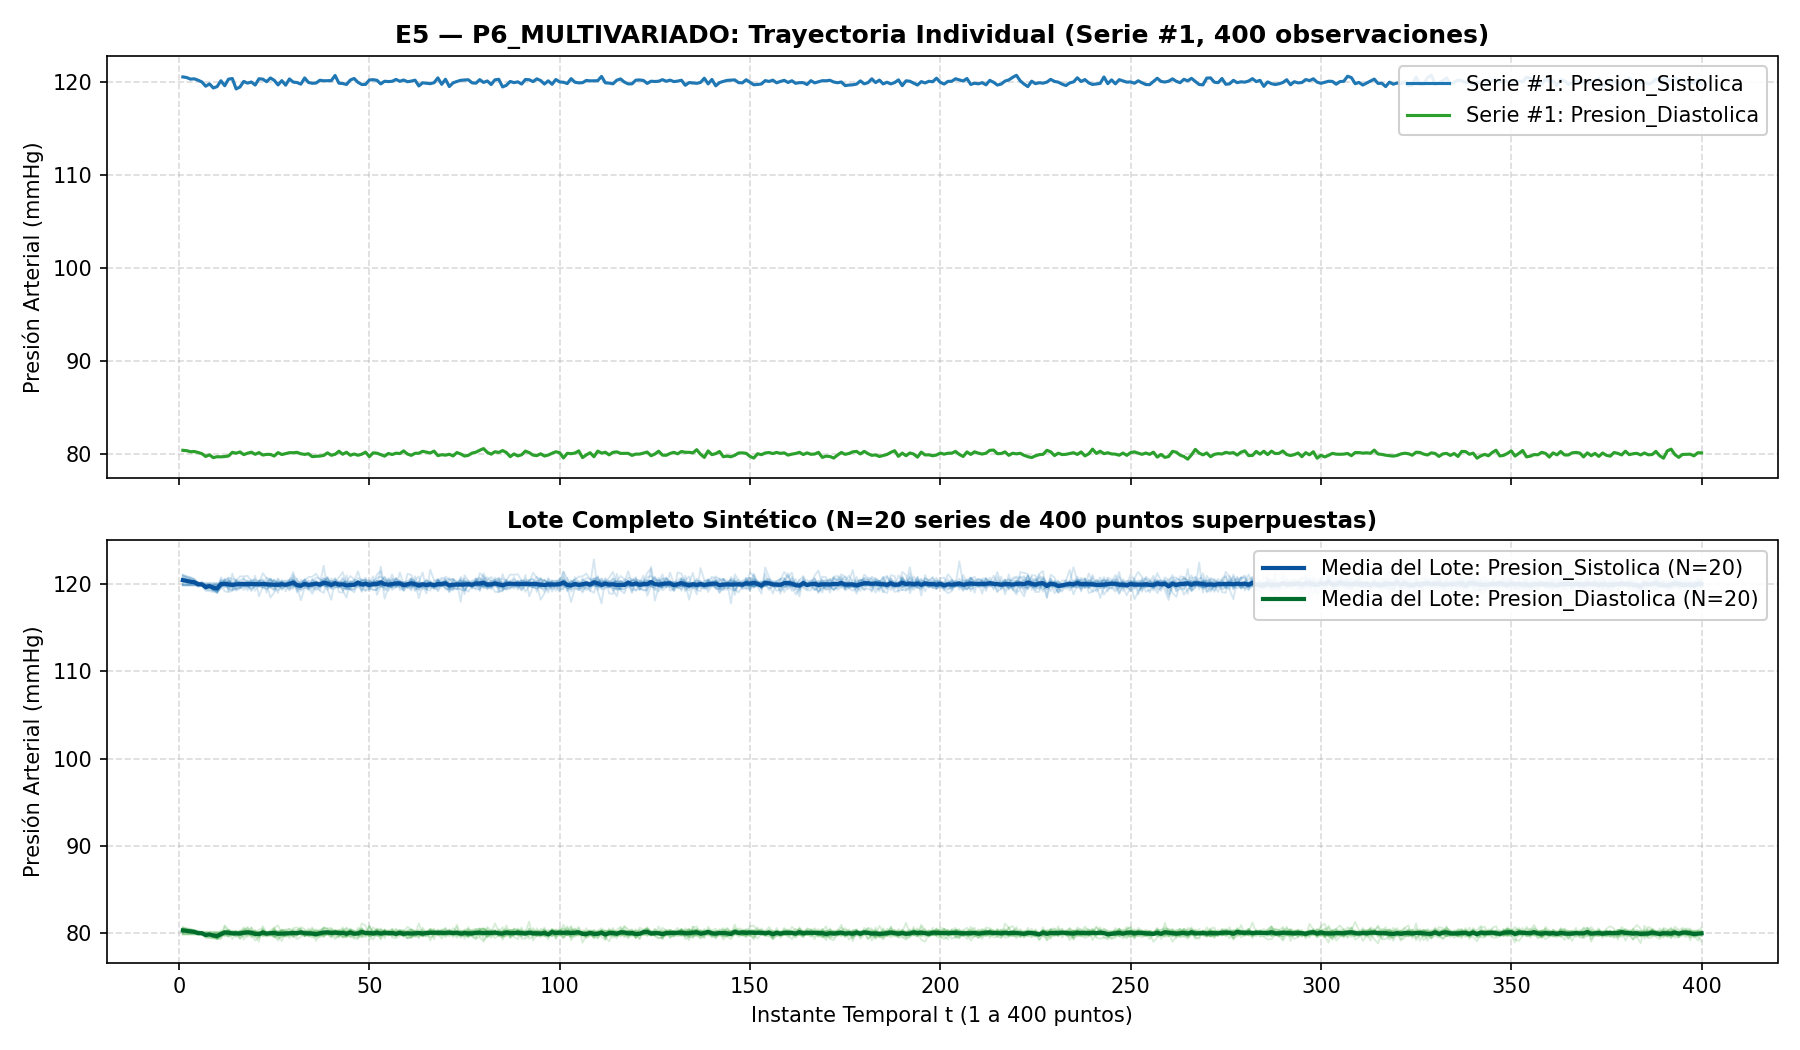 E5 — P6_MULTIVARIADO: Trayectoria Individual (Serie #1, 400 observaciones)
Presión Arterial (mmHg)
120
110
100
90
80
Serie #1: Presion_Sistolica
Serie #1: Presion_Diastolica
Lote Completo Sintético (N=20 series de 400 puntos superpuestas)
Presión Arterial (mmHg)
120
110
100
90
80
Media del Lote: Presion_Sistolica (N=20)
Media del Lote: Presion_Diastolica (N=20)
0 50 100 150 200 250 300 350 400
Instante Temporal t (1 a 400 puntos)